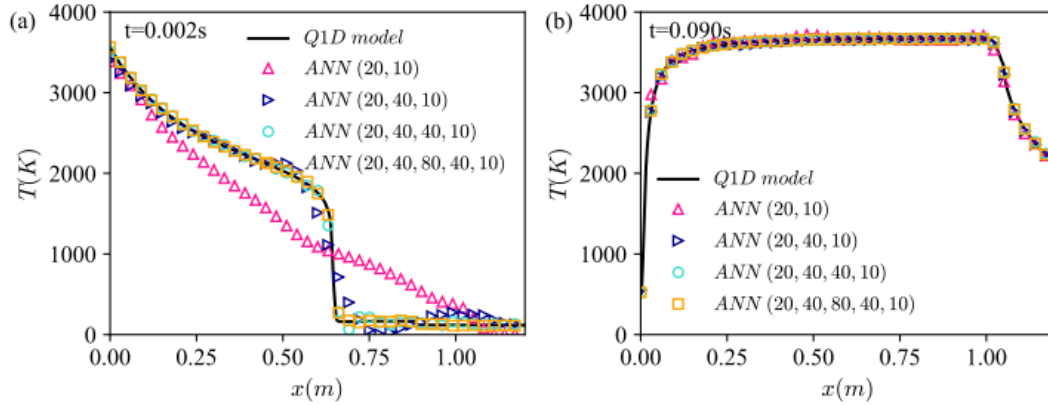 (a)
t=0.002s
Q1D model
ANN (20, 10)
ANN (20, 40, 10)
ANN (20, 40, 40, 10)
ANN (20, 40, 80, 40, 10)
4000
3000
2000
1000
0
T(K)
0.00 0.25 0.50 0.75 1.00
x(m)
(b)
t=0.090s
Q1D model
ANN (20, 10)
ANN (20, 40, 10)
ANN (20, 40, 40, 10)
ANN (20, 40, 80, 40, 10)
4000
3000
2000
1000
0
T(K)
0.00 0.25 0.50 0.75 1.00
x(m)